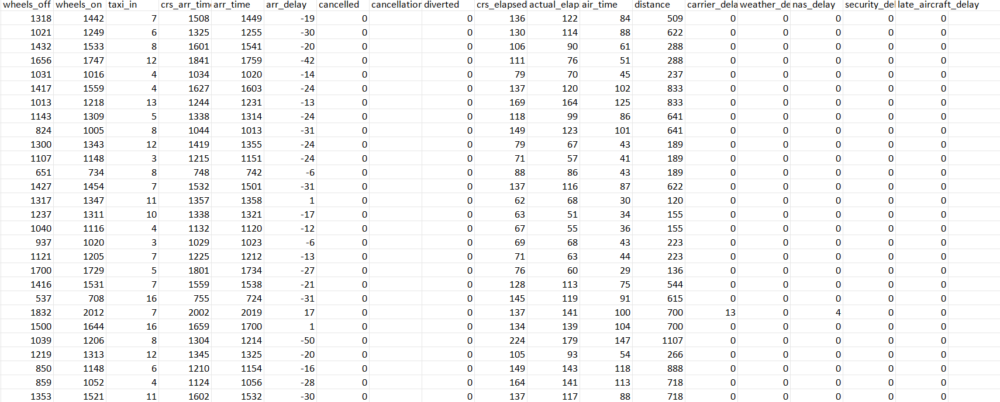 wheels_off wheels_on taxi_in crs_arr_time arr_time arr_delay cancelled cancellation diverted crs_elapsed actual_elap air_time distance carrier_dela weather_de nas_delay security_del late_aircraft_delay
1318 1442 7 1508 1449 -19 0 0 136 122 84 509 0 0 0 0 0
1021 1249 6 1325 1255 -30 0 0 130 114 88 622 0 0 0 0 0
1432 1533 8 1601 1541 -20 0 0 106 90 61 288 0 0 0 0 0
1656 1747 12 1841 1759 -42 0 0 111 76 51 288 0 0 0 0 0
1031 1016 4 1034 1020 -14 0 0 79 70 45 237 0 0 0 0 0
1417 1559 4 1627 1603 -24 0 0 137 120 102 833 0 0 0 0 0
1013 1218 13 1244 1231 -13 0 0 169 164 125 833 0 0 0 0 0
1143 1309 5 1338 1314 -24 0 0 118 99 86 641 0 0 0 0 0
824 1005 8 1044 1013 -31 0 0 149 123 101 641 0 0 0 0 0
1300 1343 12 1419 1355 -24 0 0 79 67 43 189 0 0 0 0 0
1107 1148 3 1215 1151 -24 0 0 71 57 41 189 0 0 0 0 0
651 734 8 748 742 -6 0 0 88 86 43 189 0 0 0 0 0
1427 1454 7 1532 1501 -31 0 0 137 116 87 622 0 0 0 0 0
1317 1347 11 1357 1358 1 0 0 62 68 30 120 0 0 0 0 0
1237 1311 10 1338 1321 -17 0 0 63 51 34 155 0 0 0 0 0
1040 1116 4 1132 1120 -12 0 0 67 55 36 155 0 0 0 0 0
937 1020 3 1029 1023 -6 0 0 69 68 43 223 0 0 0 0 0
1121 1205 7 1225 1212 -13 0 0 71 63 44 223 0 0 0 0 0
1700 1729 5 1801 1734 -27 0 0 76 60 29 136 0 0 0 0 0
1416 1531 7 1559 1538 -21 0 0 128 113 75 544 0 0 0 0 0
537 708 16 755 724 -31 0 0 145 119 91 615 0 0 0 0 0
1832 2012 7 2002 2019 17 0 0 137 141 100 700 13 0 4 0 0
1500 1644 16 1659 1700 1 0 0 134 139 104 700 0 0 0 0 0
1039 1206 8 1304 1214 -50 0 0 224 179 147 1107 0 0 0 0 0
1219 1313 12 1345 1325 -20 0 0 105 93 54 266 0 0 0 0 0
850 1148 6 1210 1154 -16 0 0 149 143 118 888 0 0 0 0 0
859 1052 4 1124 1056 -28 0 0 164 141 113 718 0 0 0 0 0
1353 1521 11 1602 1532 -30 0 0 137 117 88 718 0 0 0 0 0